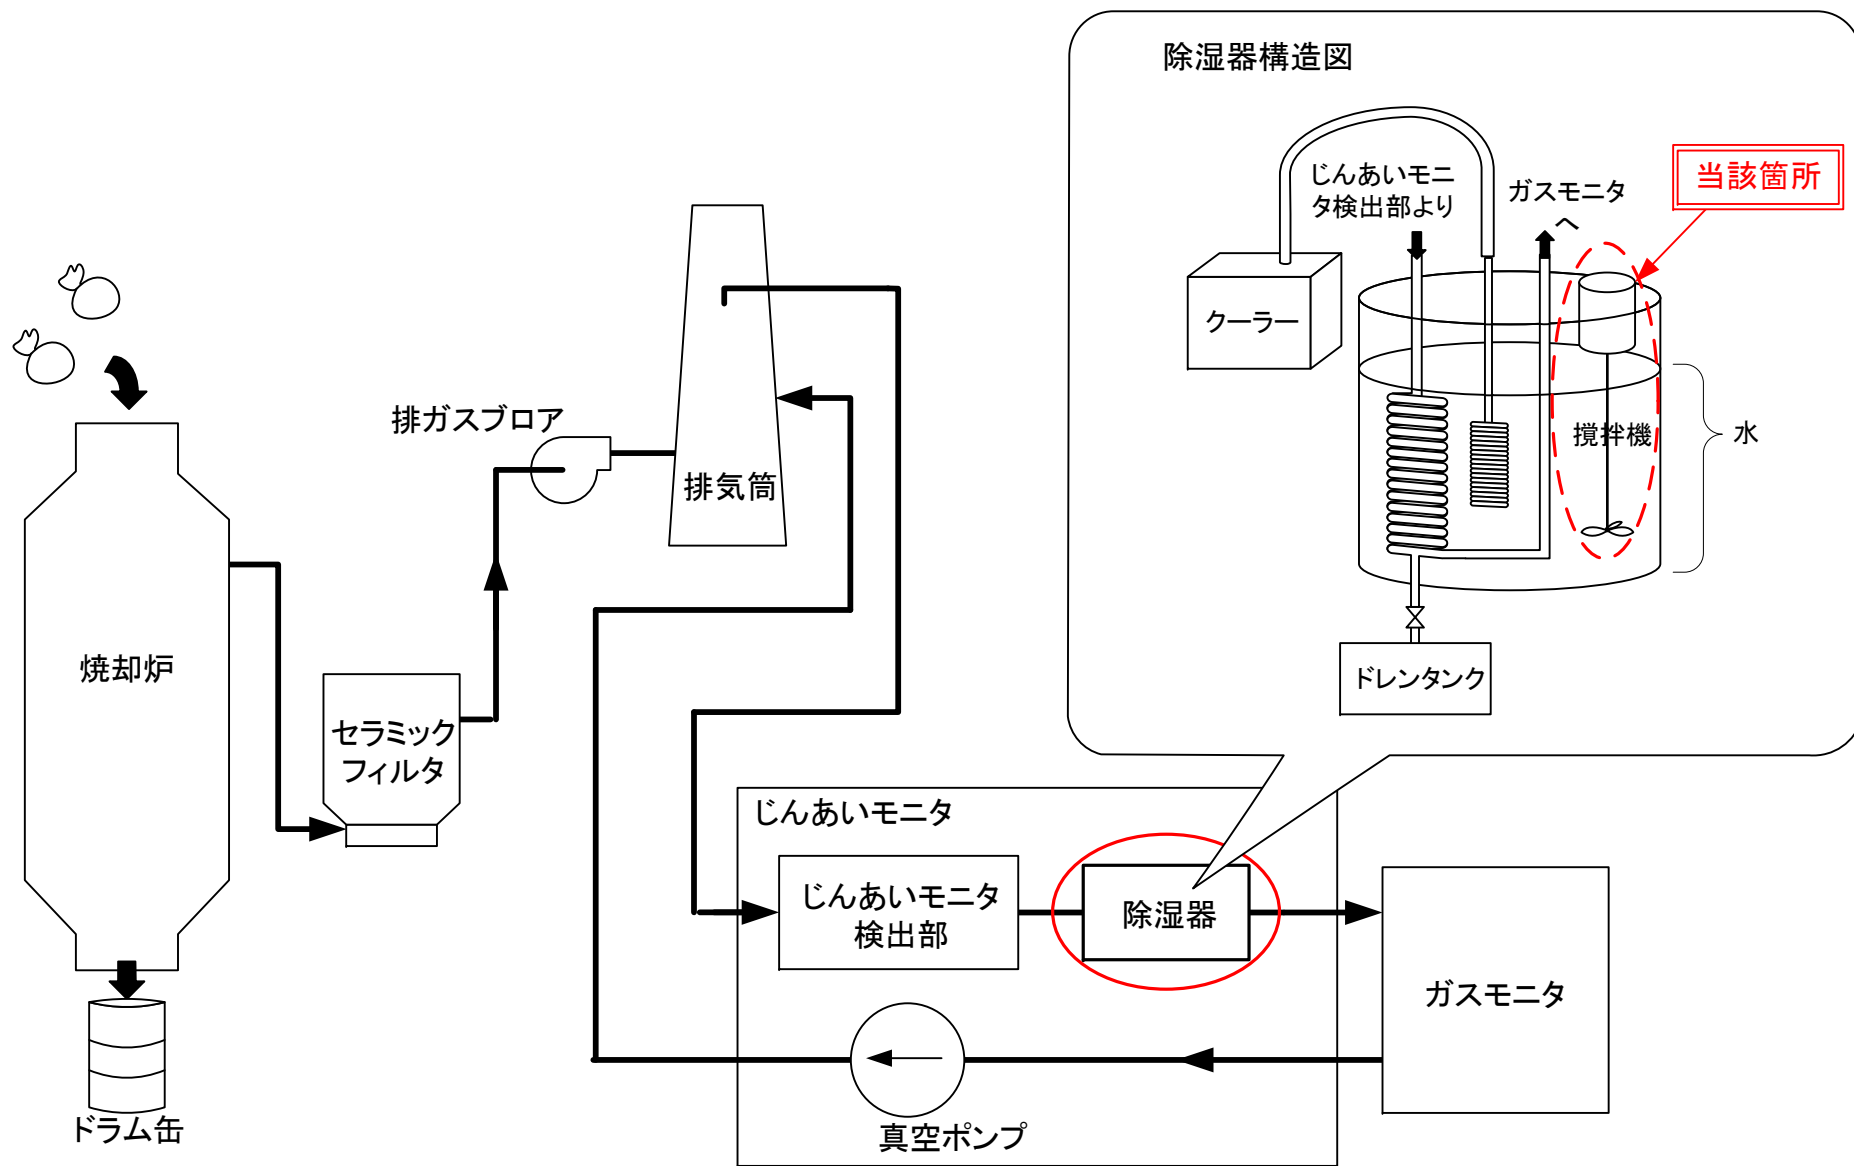 除湿器構造図
じんあいモニ
タ検出部より
ガスモニタ
へ
当該箇所
クーラー
撹拌機
水
ドレンタンク
排ガスブロア
排気筒
焼却炉
セラミック
フィルタ
じんあいモニタ
じんあいモニタ
検出部
除湿器
ガスモニタ
真空ポンプ
ドラム缶